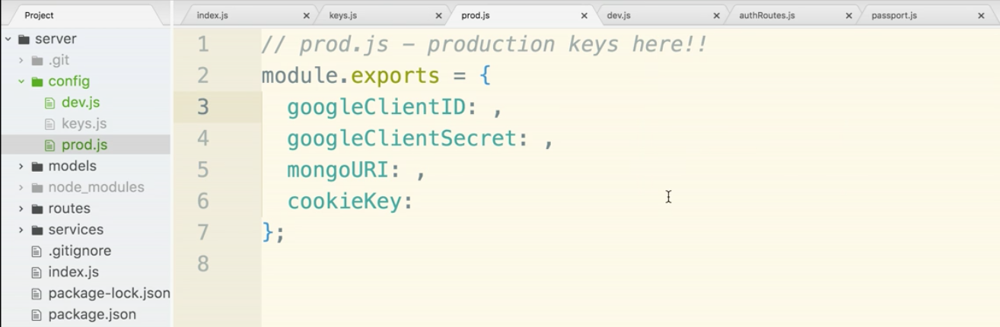 Project
server
.git
config
dev.js
keys.js
prod.js
models
node_modules
routes
services
.gitignore
index.js
package-lock.json
package.json
index.js × keys.js × prod.js × dev.js × authRoutes.js × passport.js ×
1 // prod.js – production keys here!!
2 module.exports = {
3 googleClientID: ,
4 googleClientSecret: ,
5 mongoURI: ,
6 cookieKey:
7 };
8